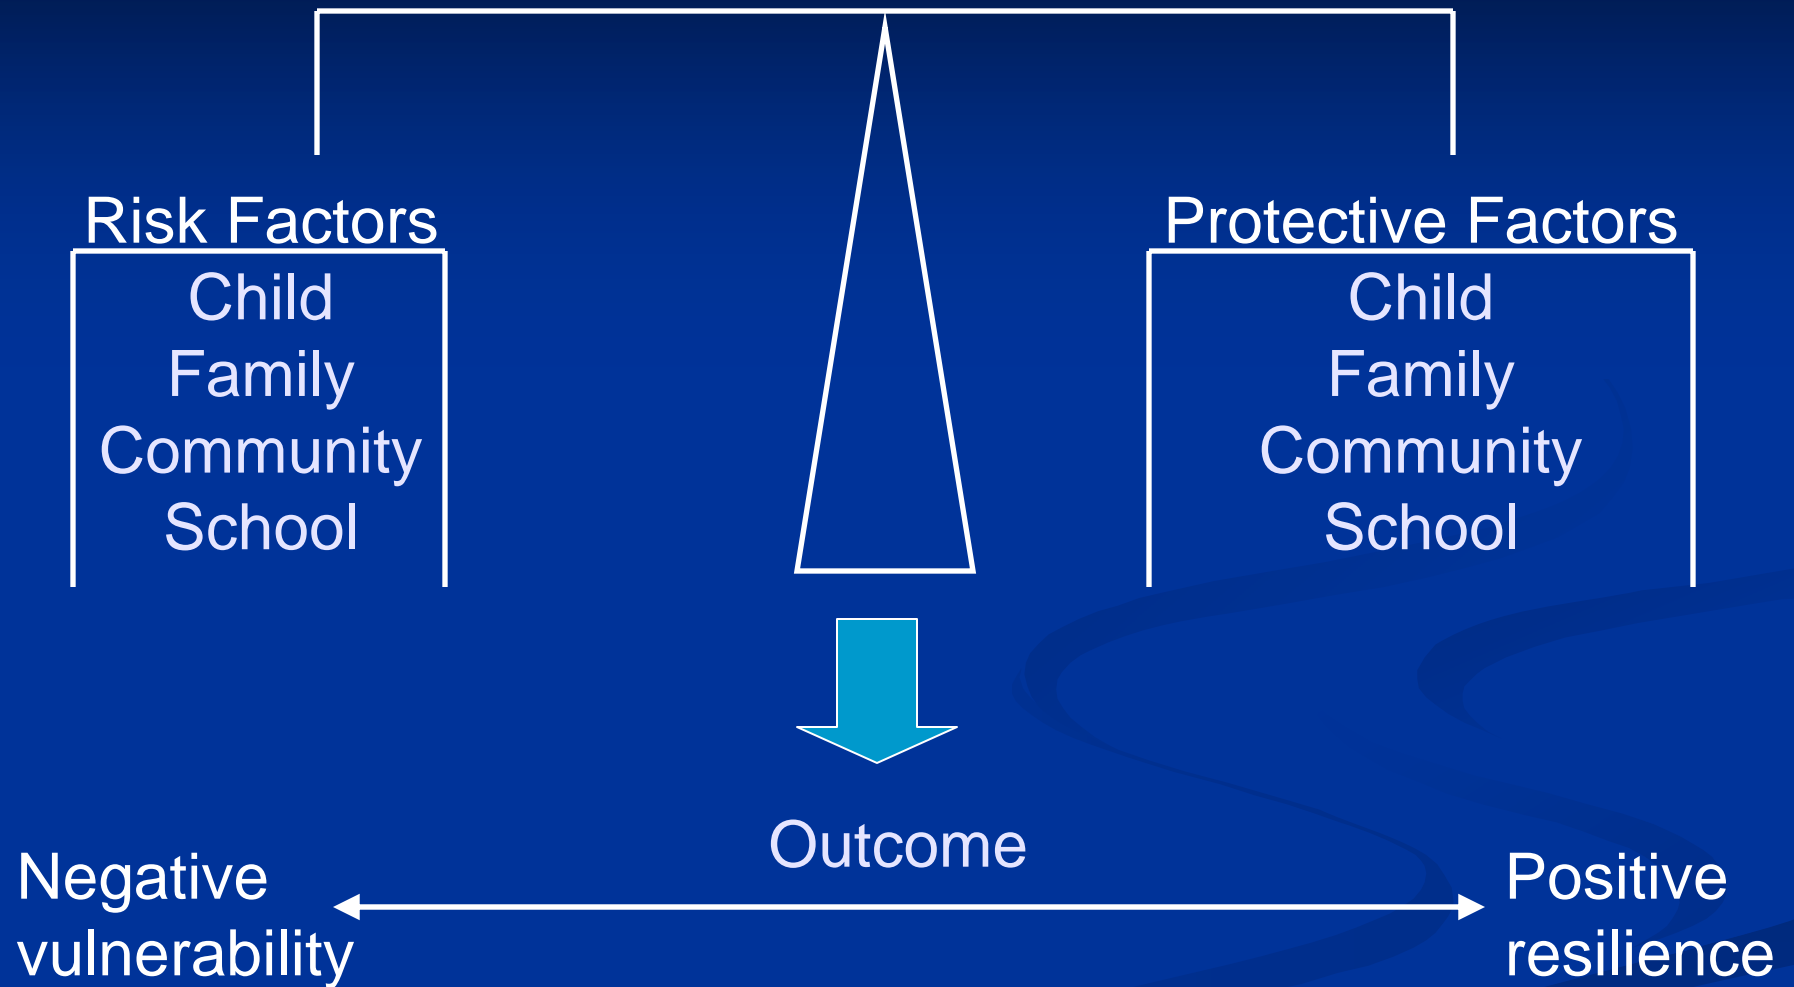 Risk Factors
Child
Family
Community
School
Protective Factors
Child
Family
Community
School
Outcome
Negative
vulnerability
Positive
resilience